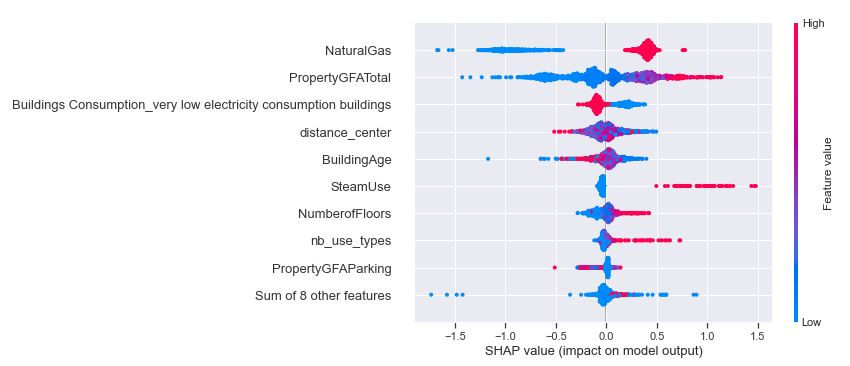 High
NaturalGas
PropertyGFATotal
Buildings Consumption_very low electricity consumption buildings
distance_center
BuildingAge
SteamUse
NumberofFloors
nb_use_types
PropertyGFAParking
Sum of 8 other features
Feature value
Low
−1.5 −1.0 −0.5 0.0 0.5 1.0 1.5
SHAP value (impact on model output)